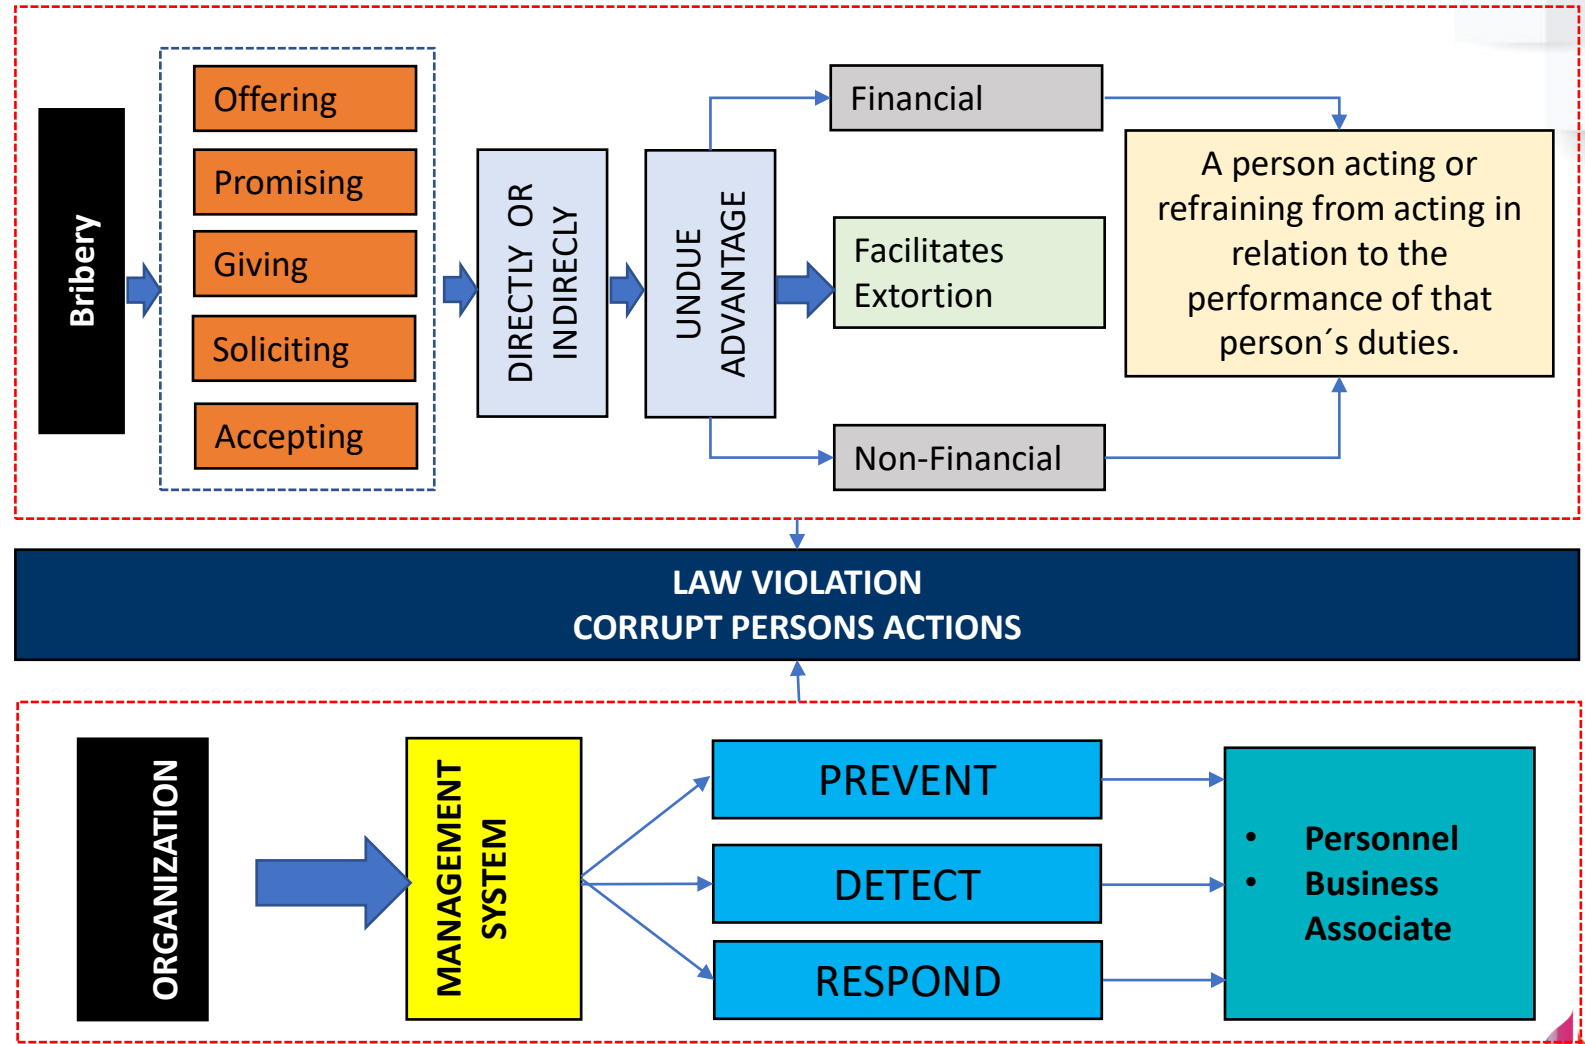 Bribery
Offering
Promising
Giving
Soliciting
Accepting
DIRECTLY OR
INDIRECLY
UNDUE
ADVANTAGE
Financial
Facilitates
Extortion
Non-Financial
A person acting or
refraining from acting in
relation to the
performance of that
person´s duties.
LAW VIOLATION
CORRUPT PERSONS ACTIONS
ORGANIZATION
MANAGEMENT
SYSTEM
PREVENT
DETECT
RESPOND
• Personnel
• Business
Associate